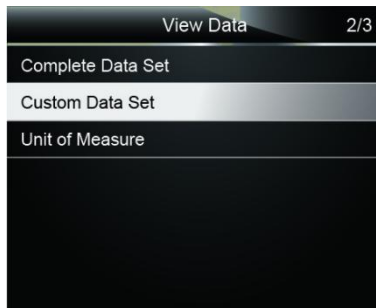 View Data 2/3
Complete Data Set
Custom Data Set
Unit of Measure